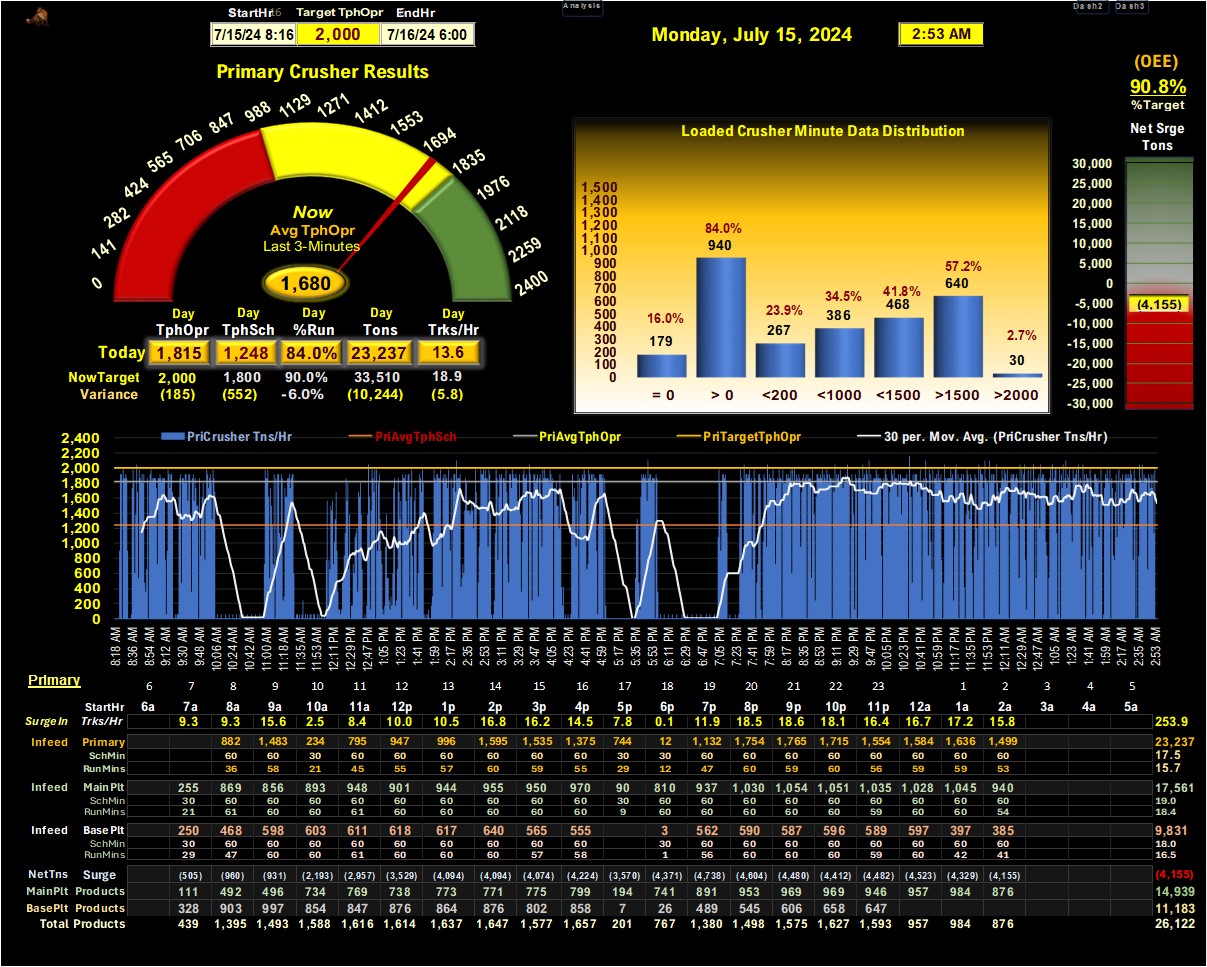 Analysis
Dash2 Dash3
StartHr 16 Target TphOpr EndHr
7/15/24 8:16 2,000 7/16/24 6:00
Monday, July 15, 2024 2:53 AM
(OEE)
90.8%
%Target
Net Srge
Tons
Primary Crusher Results
0 141 282 424 565 706 847 988 1129 1271 1412 1553 1694 1835 1976 2118 2259 2400
Now
Avg TphOpr
Last 3-Minutes
1,680
Day Day Day Day Day
TphOpr TphSch %Run Tons Trks/Hr
Today 1,815 1,248 84.0% 23,237 13.6
NowTarget 2,000 1,800 90.0% 33,510 18.9
Variance (185) (552) -6.0% (10,244) (5.8)
Loaded Crusher Minute Data Distribution
1,500
1,400
1,300
1,200
1,100
1,000
900
800
700
600
500
400
300
200
100
0
16.0% 84.0% 23.9% 34.5% 41.8% 57.2% 2.7%
179 940 267 386 468 640 30
= 0 > 0 <200 <1000 <1500 >1500 >2000
30,000
25,000
20,000
15,000
10,000
5,000
0
-5,000
-10,000
-15,000
-20,000
-25,000
-30,000
(4,155)
PriCrusher Tns/Hr PriAvgTphSch PriAvgTphOpr PriTargetTphOpr 30 per. Mov. Avg. (PriCrusher Tns/Hr)
2,400
2,200
2,000
1,800
1,600
1,400
1,200
1,000
800
600
400
200
0
8:18 AM 8:36 AM 8:54 AM 9:12 AM 9:30 AM 9:48 AM 10:06 AM 10:24 AM 10:42 AM 11:00 AM 11:18 AM 11:35 AM 11:53 AM 12:11 PM 12:29 PM 12:47 PM 1:05 PM 1:23 PM 1:41 PM 1:59 PM 2:17 PM 2:35 PM 2:53 PM 3:11 PM 3:29 PM 3:47 PM 4:05 PM 4:23 PM 4:41 PM 4:59 PM 5:17 PM 5:35 PM 5:53 PM 6:11 PM 6:29 PM 6:47 PM 7:05 PM 7:23 PM 7:41 PM 7:59 PM 8:17 PM 8:35 PM 8:53 PM 9:11 PM 9:29 PM 9:47 PM 10:05 PM 10:23 PM 10:41 PM 10:59 PM 11:17 PM 11:35 PM 11:53 PM 12:11 AM 12:29 AM 12:47 AM 1:05 AM 1:23 AM 1:41 AM 1:59 AM 2:17 AM 2:35 AM 2:53 AM
Primary
6 7 8 9 10 11 12 13 14 15 16 17 18 19 20 21 22 23 1 2 3 4 5
StartHr 6a 7a 8a 9a 10a 11a 12p 1p 2p 3p 4p 5p 6p 7p 8p 9p 10p 11p 12a 1a 2a 3a 4a 5a
SurgeIn Trks/Hr 9.3 9.3 15.6 2.5 8.4 10.0 10.5 16.8 16.2 14.5 7.8 0.1 11.9 18.5 18.6 18.1 16.4 16.7 17.2 15.8 253.9
Infeed Primary 882 1,483 234 795 947 996 1,595 1,535 1,375 744 12 1,132 1,754 1,765 1,715 1,554 1,584 1,636 1,499 23,237
SchMin 60 60 30 60 60 60 60 60 60 30 30 60 60 60 60 60 60 60 60 17.5
RunMins 36 58 21 45 55 57 60 59 55 29 12 47 60 59 60 56 59 59 53 15.7
Infeed MainPlt 255 869 856 893 948 901 944 955 950 970 90 810 937 1,030 1,054 1,051 1,035 1,028 1,045 940 17,561
SchMin 30 60 60 60 60 60 60 60 60 60 30 60 60 60 60 60 60 60 60 60 19.0
RunMins 21 61 60 60 61 60 60 60 60 60 9 60 60 60 60 60 59 60 60 54 18.4
Infeed BasePlt 250 468 598 603 611 618 617 640 565 555 3 562 590 587 596 589 597 397 385 9,831
SchMin 30 60 60 60 60 60 60 60 60 60 60 60 60 60 60 60 60 60 60 18.0
RunMins 29 47 60 60 61 60 60 60 57 58 1 56 60 60 60 59 60 42 41 16.5
NetTns Surge (505) (960) (931) (2,193) (2,957) (3,529) (4,094) (4,094) (4,074) (4,224) (3,570) (4,371) (4,738) (4,604) (4,480) (4,412) (4,482) (4,523) (4,329) (4,155) (4,155)
MainPlt Products 111 492 496 734 769 738 773 771 775 799 194 741 891 953 969 969 946 957 984 876 14,939
BasePlt Products 328 903 997 854 847 876 864 876 802 858 7 26 489 545 606 658 647 11,183
Total Products 439 1,395 1,493 1,588 1,616 1,614 1,637 1,647 1,577 1,657 201 767 1,380 1,498 1,575 1,627 1,593 957 984 876 26,122